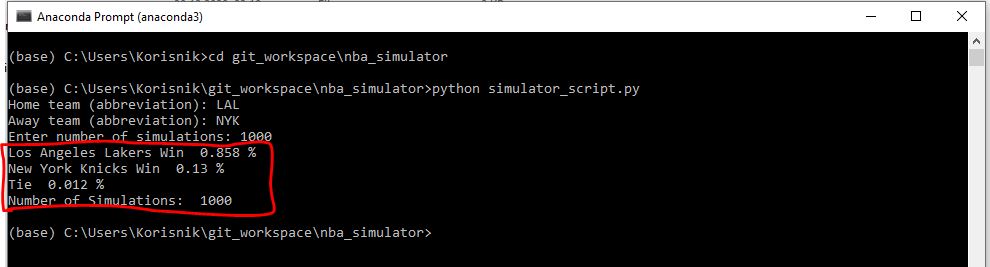 Anaconda Prompt (anaconda3)
(base) C:\Users\Korisnik>cd git_workspace\nba_simulator
(base) C:\Users\Korisnik\git_workspace\nba_simulator>python simulator_script.py
Home team (abbreviation): LAL
Away team (abbreviation): NYK
Enter number of simulations: 1000
Los Angeles Lakers Win  0.858 %
New York Knicks Win  0.13 %
Tie  0.012 %
Number of Simulations:  1000
(base) C:\Users\Korisnik\git_workspace\nba_simulator>